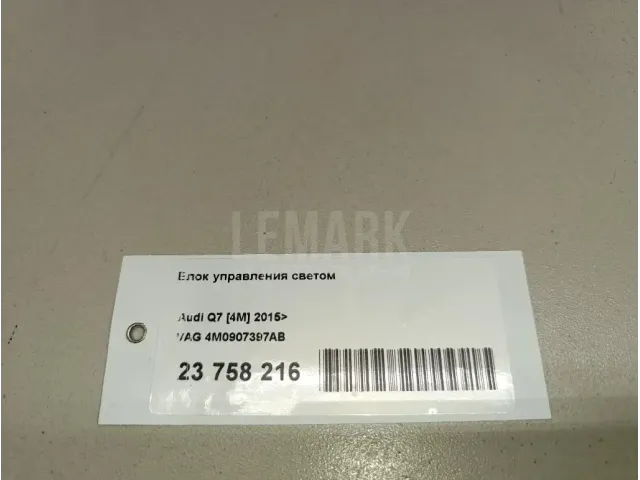 LEMARK
Блок управления светом
Audi Q7 [4M] 2015>
VAG 4M0907397AB
23 758 216